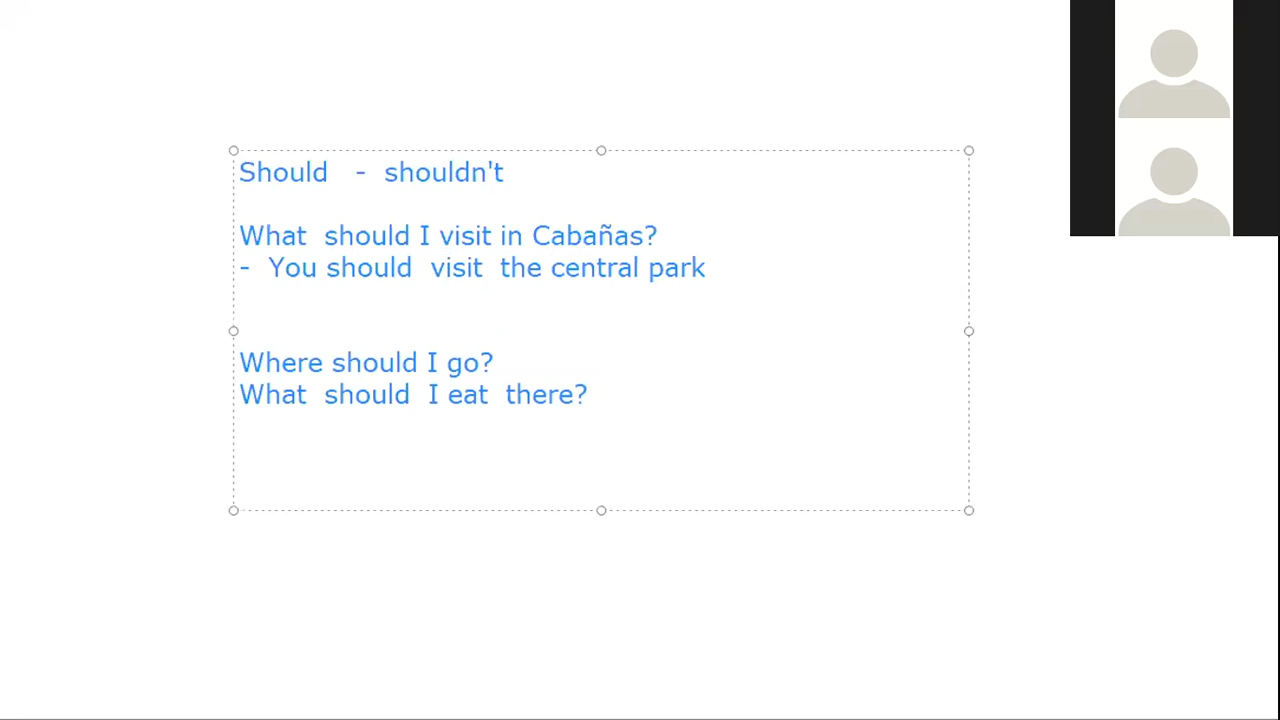 Should - shouldn't
What should I visit in Cabañas?
- You should visit the central park
Where should I go?
What should I eat there?